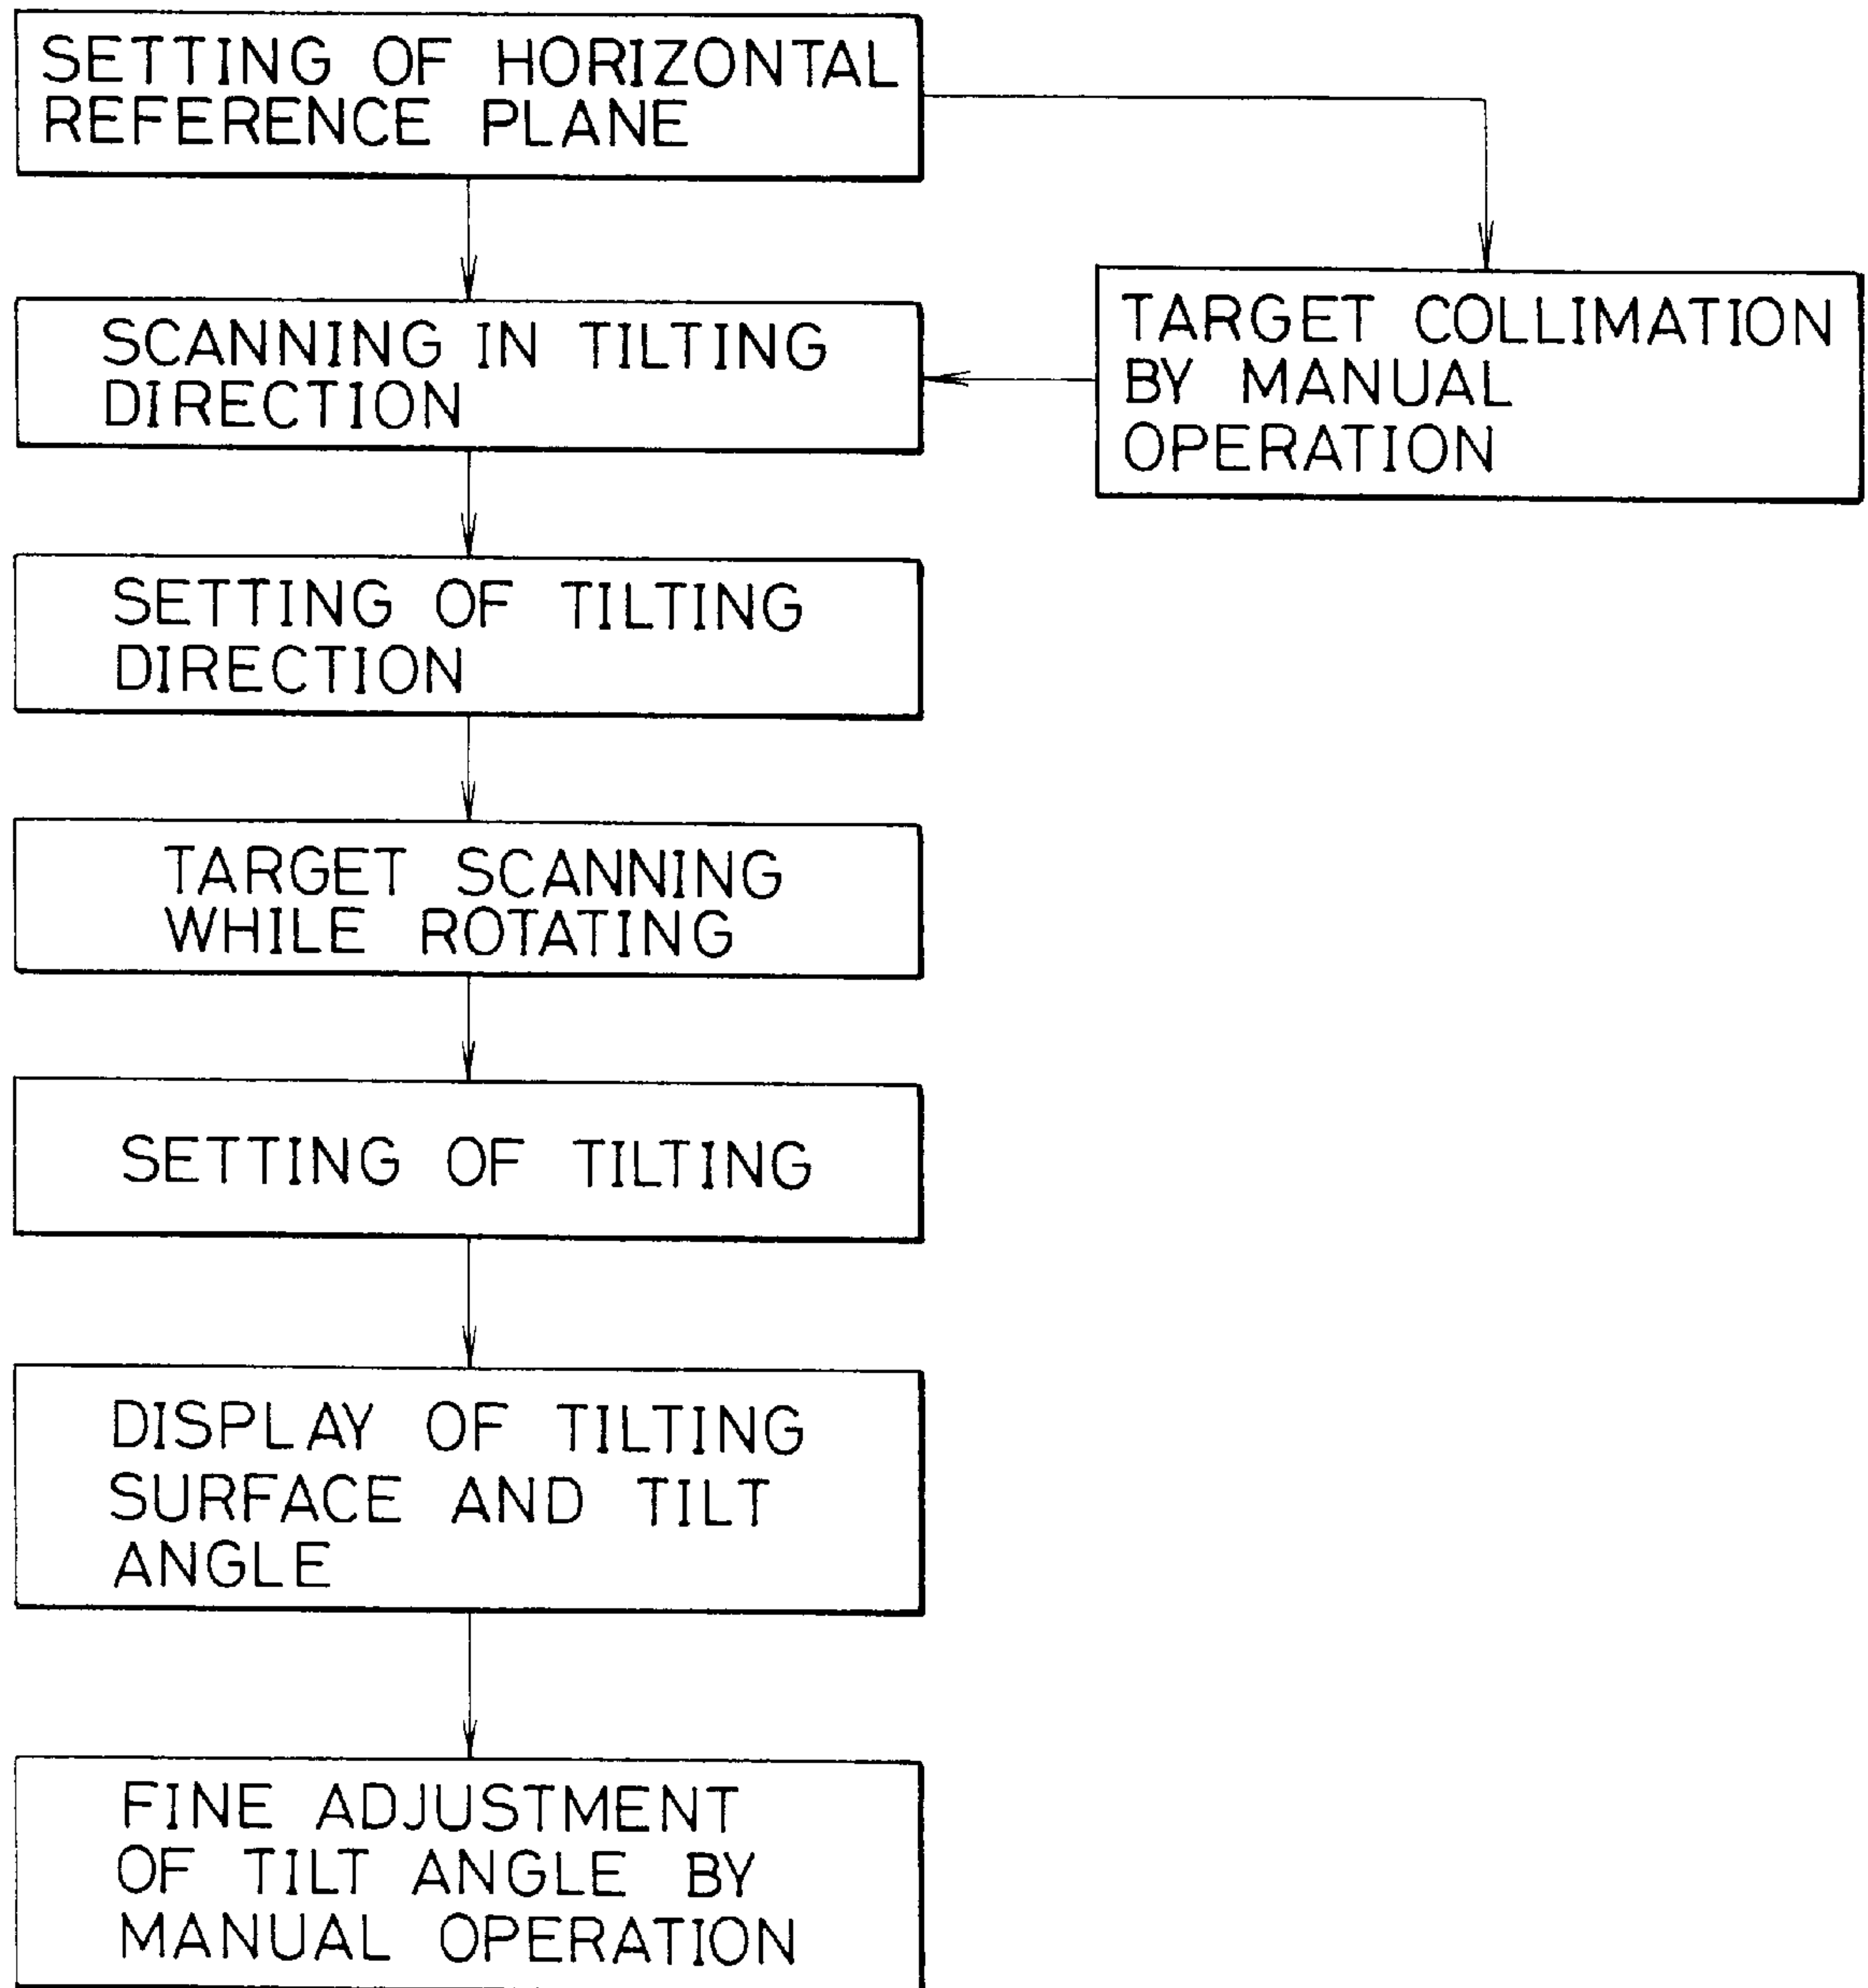 SETTING OF HORIZONTAL
REFERENCE PLANE
SCANNING IN TILTING
DIRECTION
TARGET COLLIMATION
BY MANUAL
OPERATION
SETTING OF TILTING
DIRECTION
TARGET SCANNING
WHILE ROTATING
SETTING OF TILTING
DISPLAY OF TILTING
SURFACE AND TILT
ANGLE
FINE ADJUSTMENT
OF TILT ANGLE BY
MANUAL OPERATION